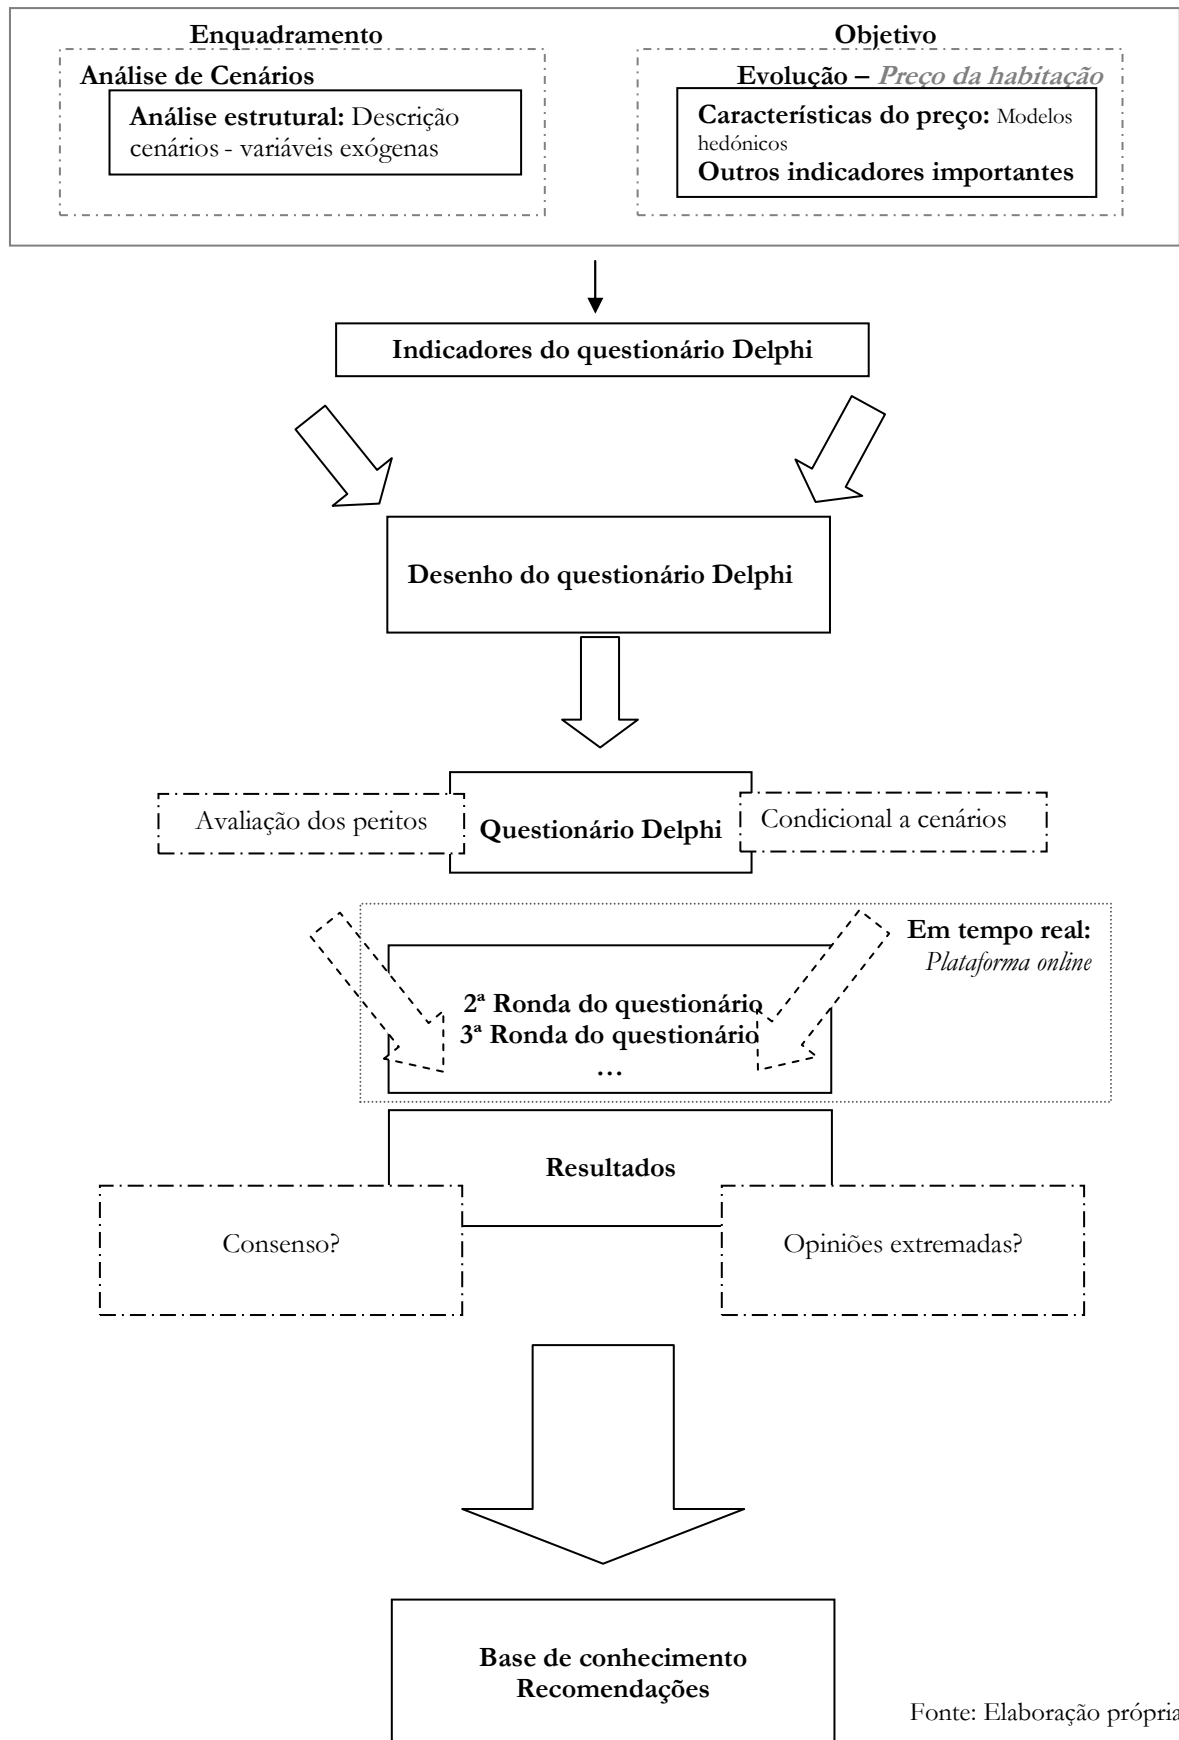 Enquadramento
Análise de Cenários
Análise estrutural: Descrição
cenários - variáveis exógenas
Objetivo
Evolução – Preço da habitação
Características do preço: Modelos
hedónicos
Outros indicadores importantes
Indicadores do questionário Delphi
Desenho do questionário Delphi
Avaliação dos peritos
Questionário Delphi
Condicional a cenários
Em tempo real:
Plataforma online
2ª Ronda do questionário
3ª Ronda do questionário
…
Resultados
Consenso?
Opiniões extremadas?
Base de conhecimento
Recomendações
Fonte: Elaboração própria